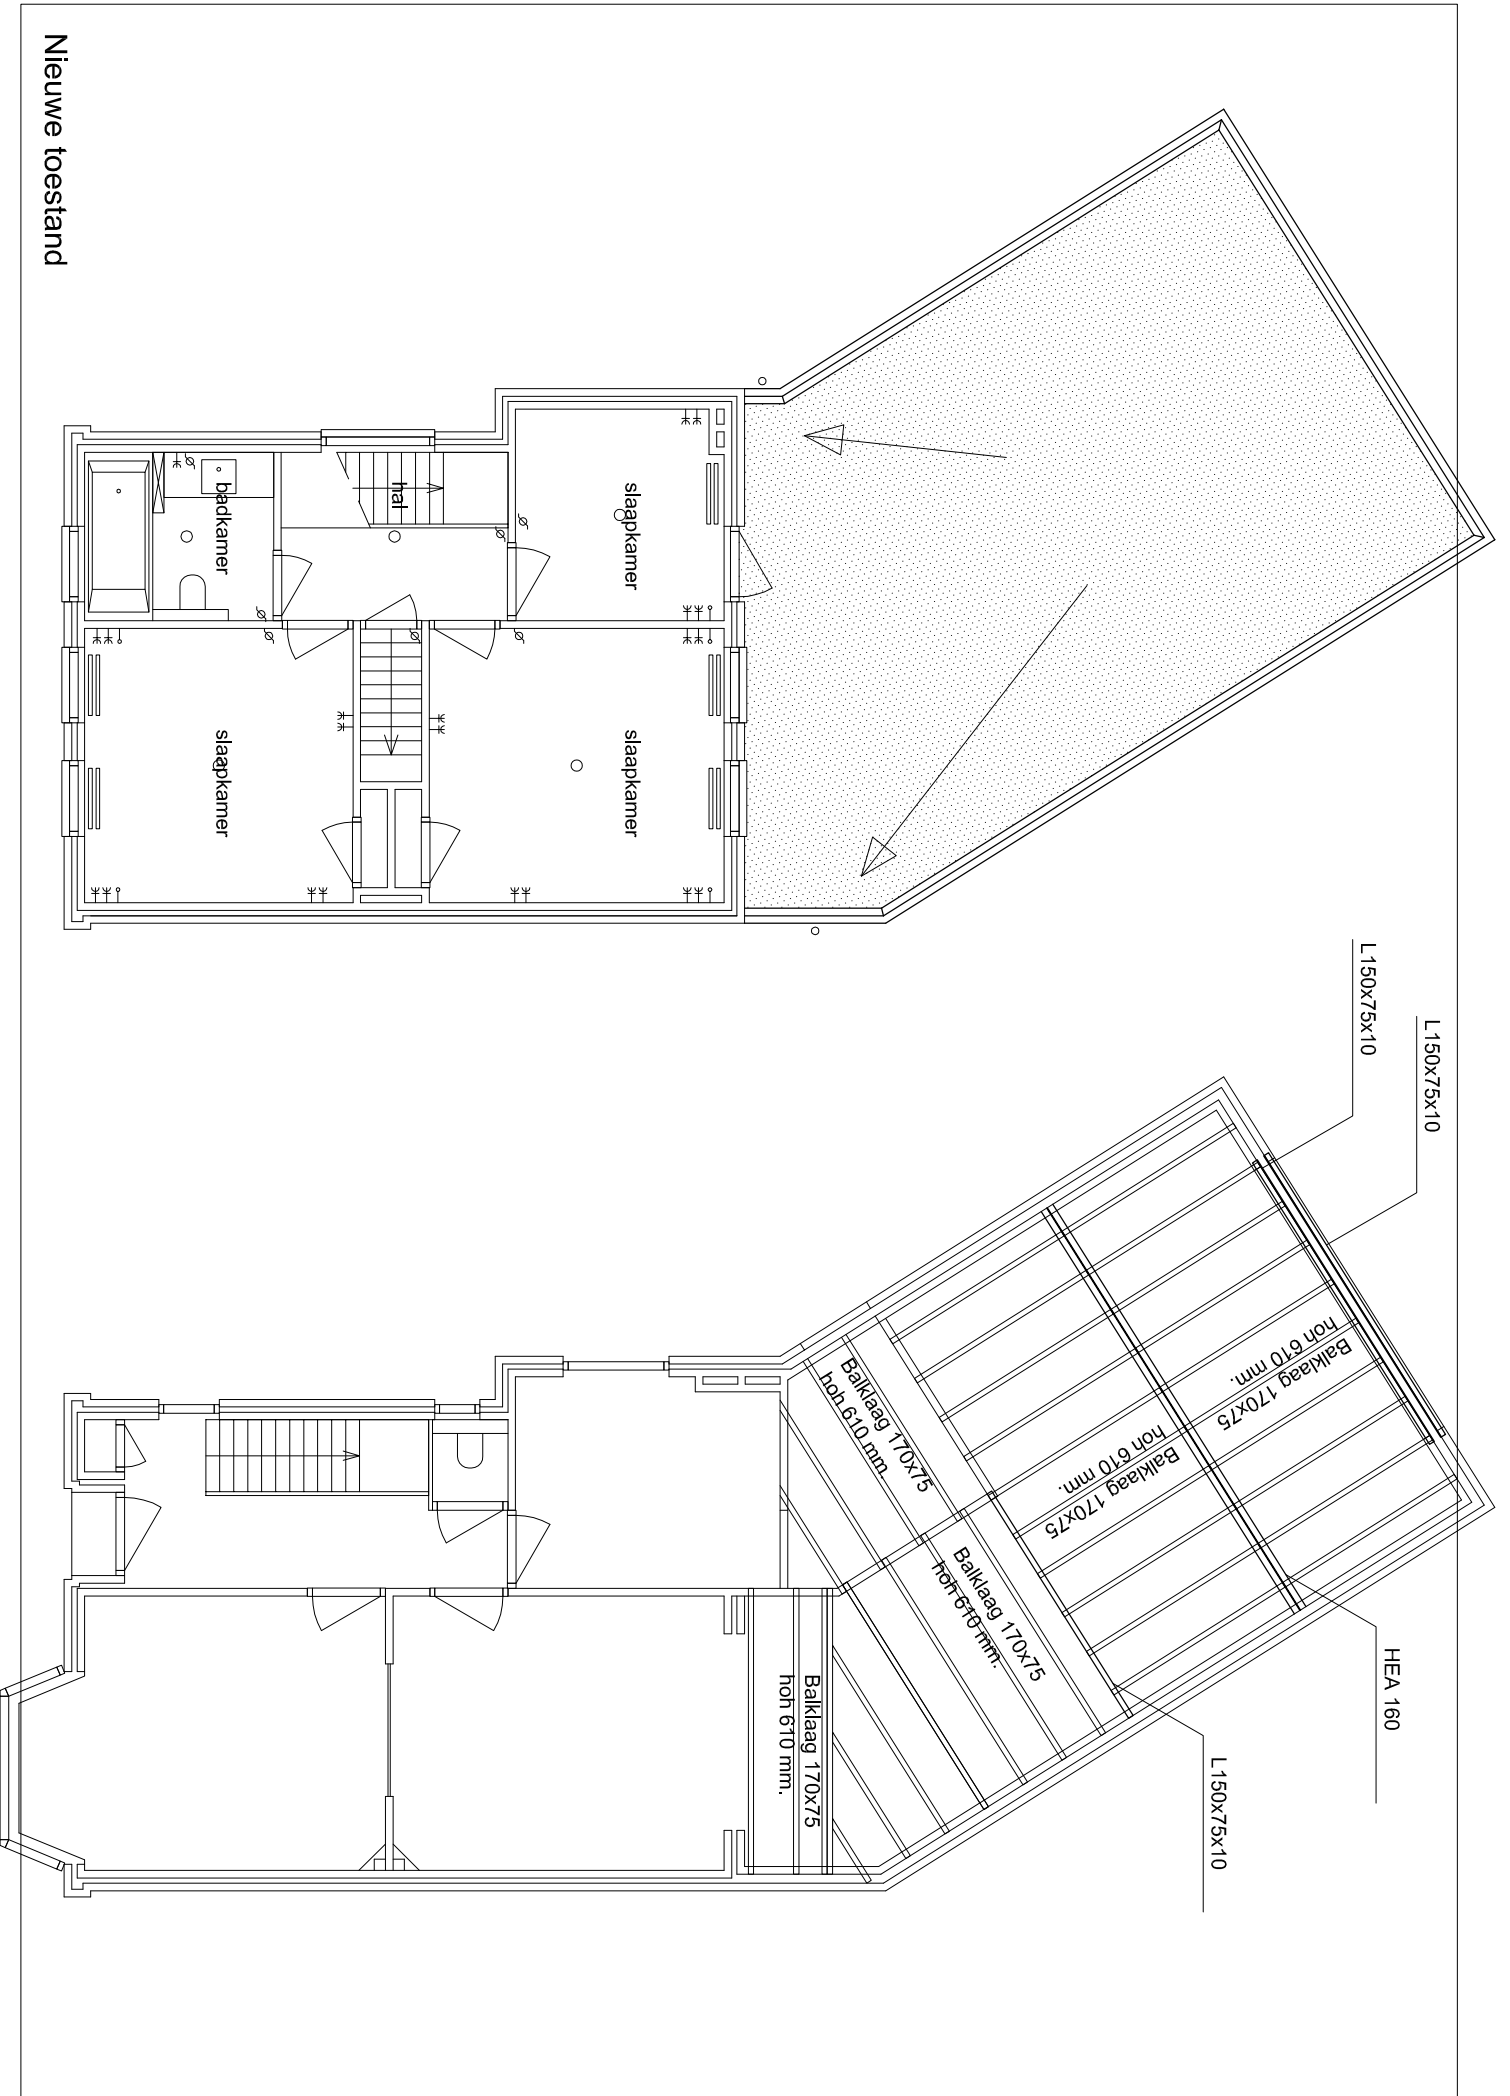 Nieuwe toestand
slaapkamer
hal
badkamer
slaapkamer
slaapkamer
L150x75x10
L150x75x10
Balklaag 170x75
hoh 610 mm.
Balklaag 170x75
hoh 610 mm.
Balklaag 170x75
hoh 610 mm.
Balklaag 170x75
hoh 610 mm.
Balklaag 170x75
hoh 610 mm.
HEA 160
L150x75x10